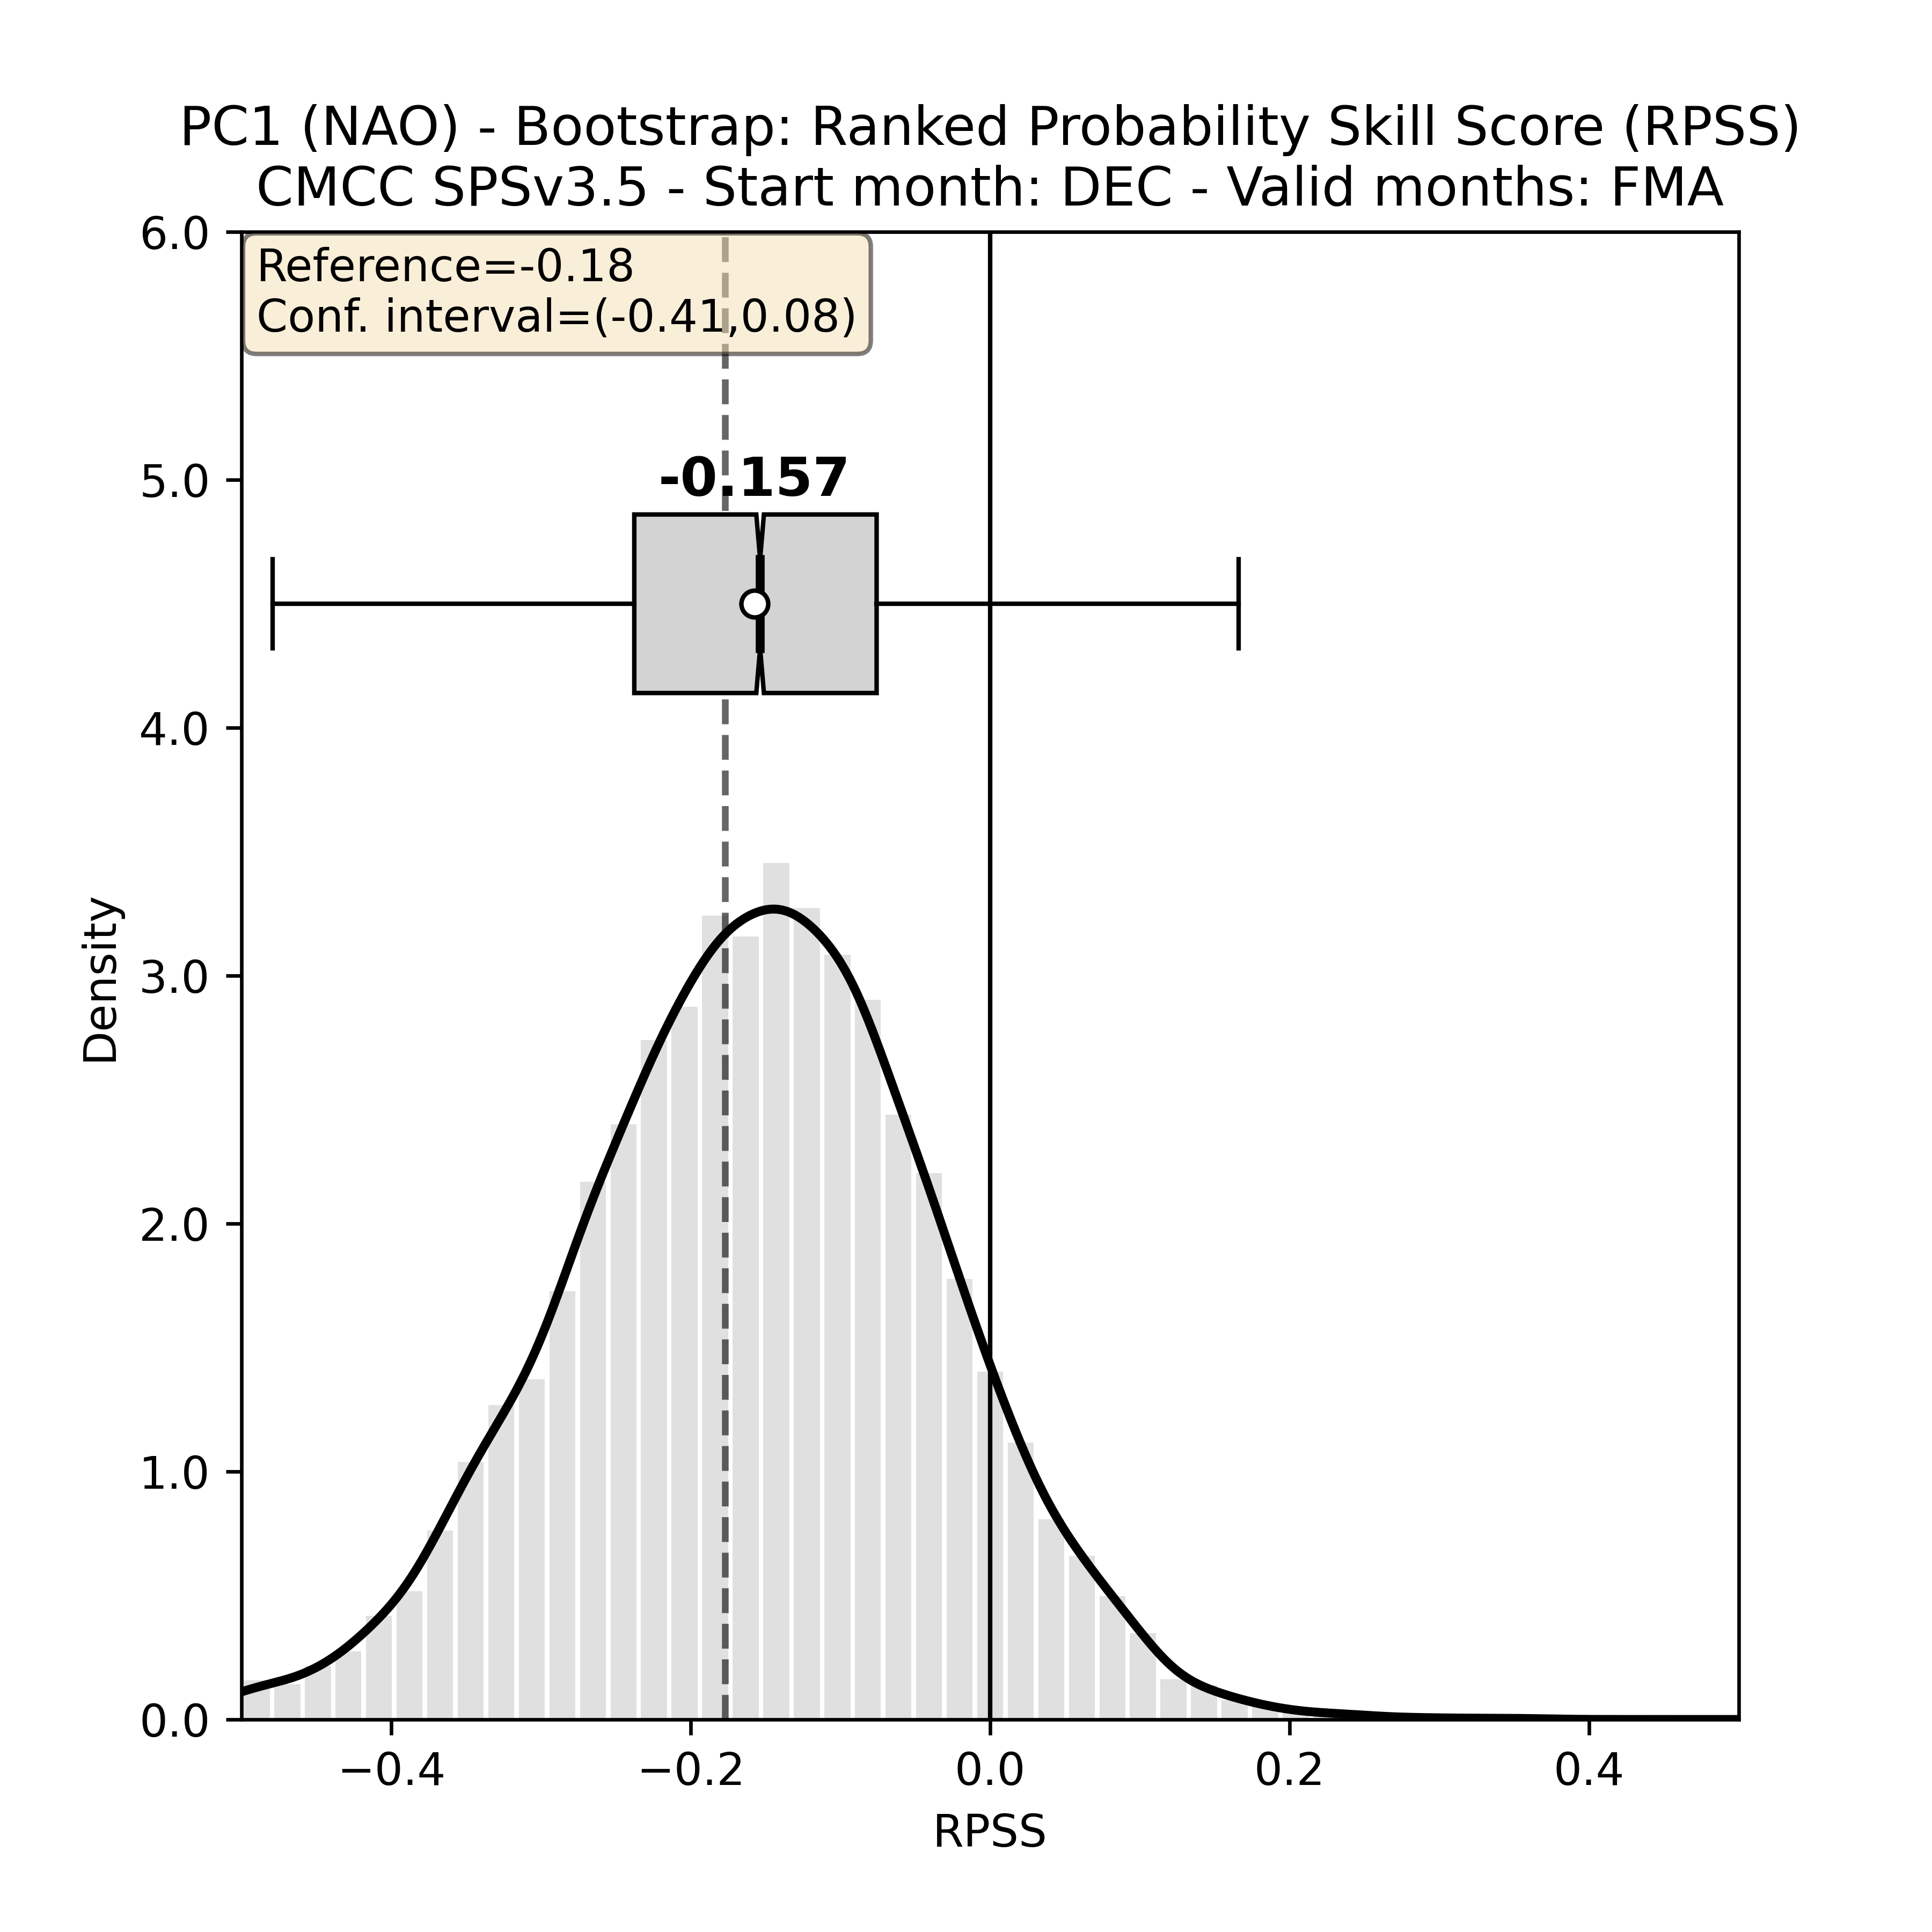 PC1 (NAO) - Bootstrap: Ranked Probability Skill Score (RPSS)
CMCC SPSv3.5 - Start month: DEC - Valid months: FMA
6.0
Reference=-0.18
Conf. interval=(-0.41,0.08)
5.0
-0.157
4.0
3.0
Density
2.0
1.0
0.0
−0.4 −0.2 0.0 0.2 0.4
RPSS